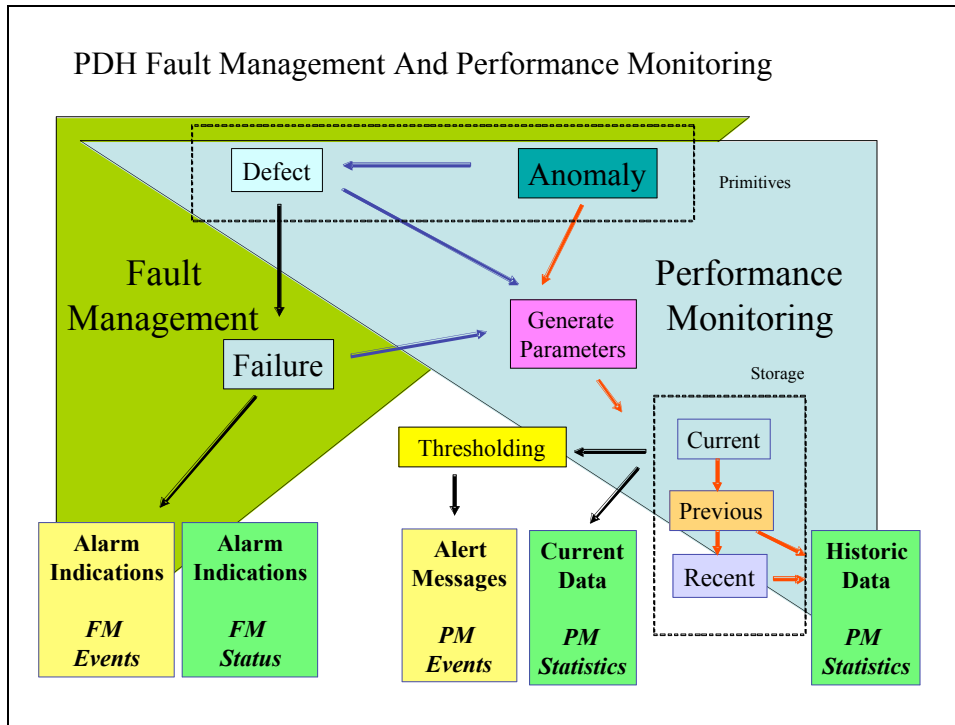 PDH Fault Management And Performance Monitoring
Defect
Anomaly
Primitives
Fault
Management
Performance
Monitoring
Generate
Parameters
Failure
Storage
Thresholding
Current
Previous
Recent
Alarm
Indications
FM
Events
Alarm
Indications
FM
Status
Alert
Messages
PM
Events
Current
Data
PM
Statistics
Historic
Data
PM
Statistics